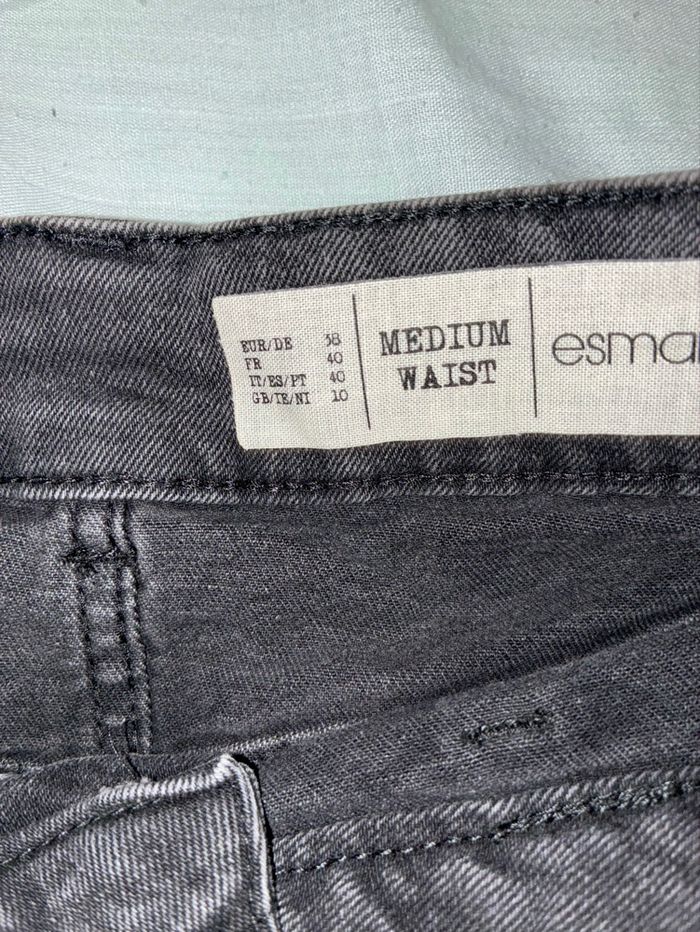 EUR/DE 38
FR 40
IT/ES/PT 40
GB/IE/NI 10
MEDIUM
WAIST
esma